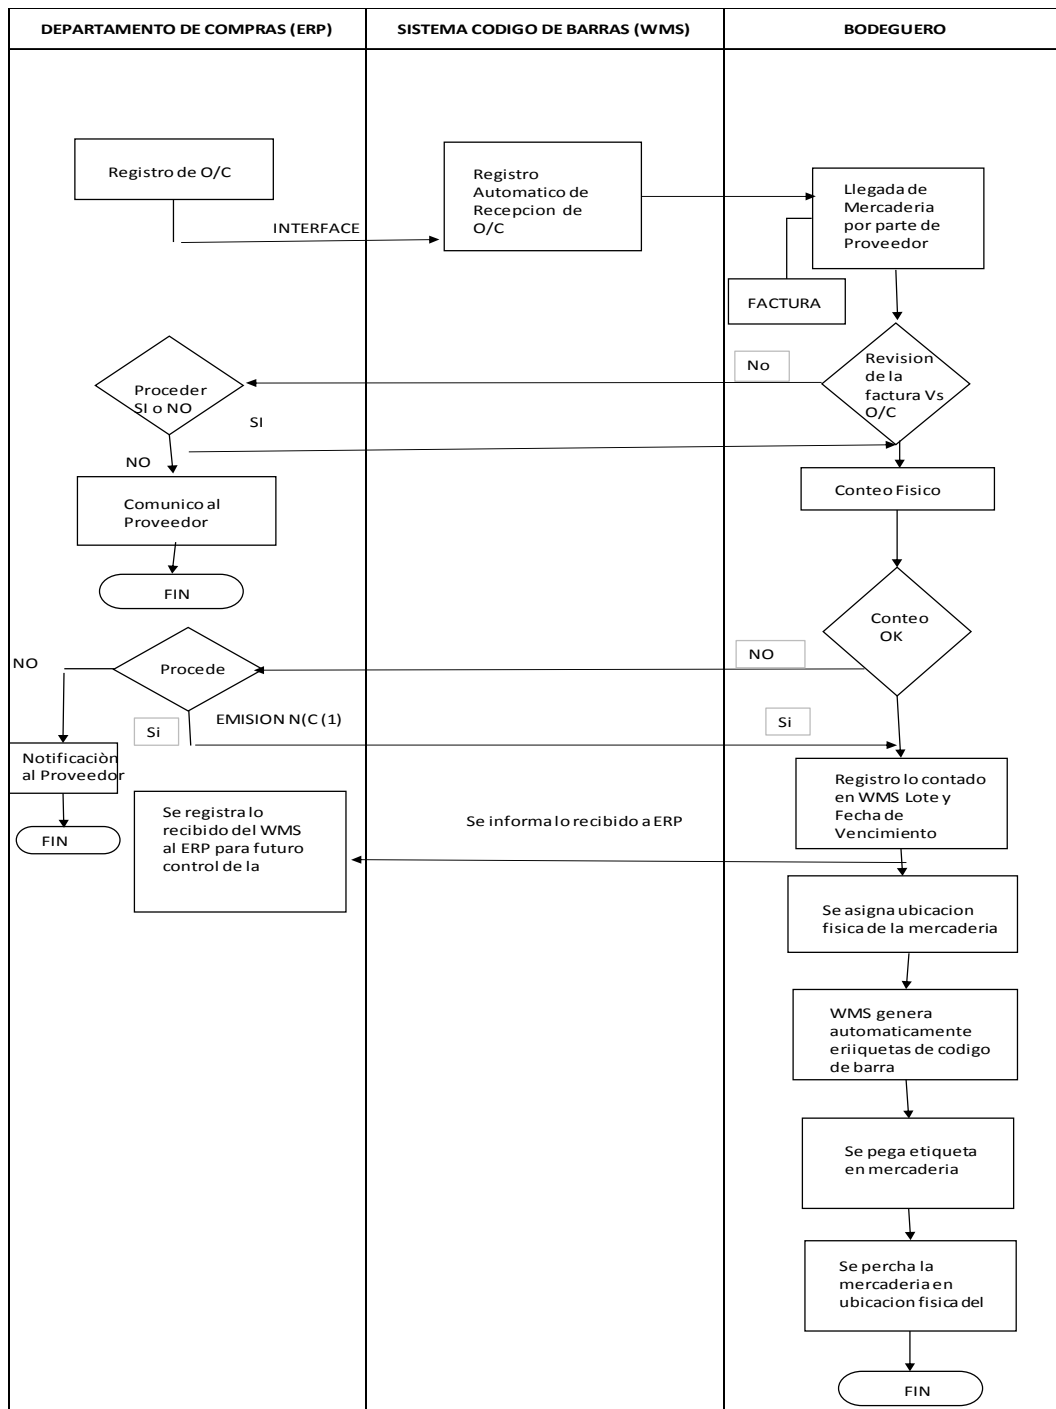 DEPARTAMENTO DE COMPRAS (ERP)
SISTEMA CODIGO DE BARRAS (WMS)
BODEGUERO
Registro de O/C
INTERFACE
Registro
Automatico de
Recepcion de
O/C
Llegada de
Mercaderia
por parte de
Proveedor
FACTURA
No
Revision
de la
factura Vs
O/C
Proceder
SI o NO
SI
NO
Comunico al
Proveedor
FIN
Conteo Fisico
Conteo
OK
NO
Procede
NO
Si
EMISION N(C (1)
Si
Notificaciòn
al Proveedor
FIN
Registro lo contado
en WMS Lote y
Fecha de
Vencimiento
Se informa lo recibido a ERP
Se registra lo
recibido del WMS
al ERP para futuro
control de la
Se asigna ubicacion
fisica de la mercaderia
WMS genera
automaticamente
eriiquetas de codigo
de barra
Se pega etiqueta
en mercaderia
Se percha la
mercaderia en
ubicacion fisica del
FIN